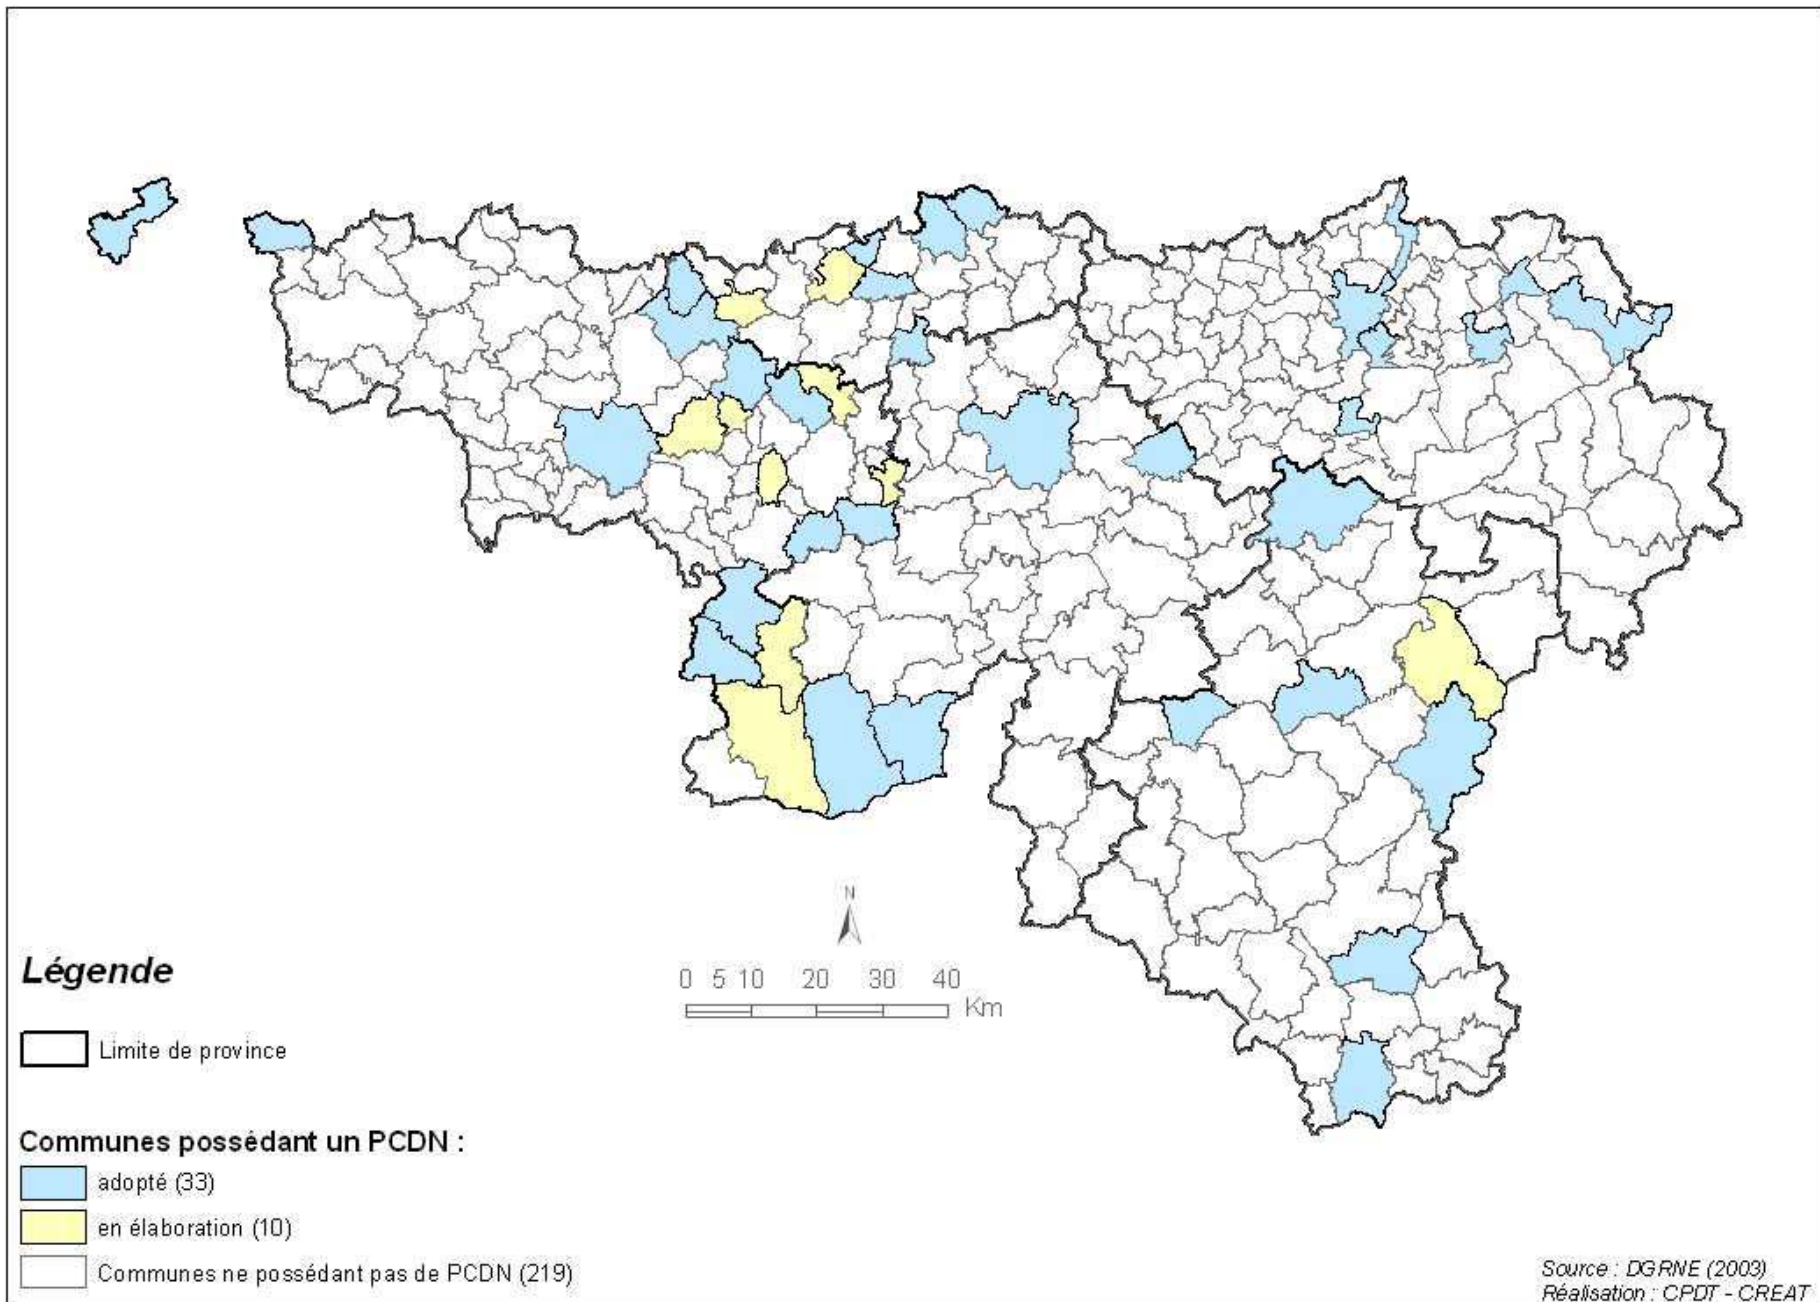 N
0 5 10 20 30 40
Km
Légende
Limite de province
Communes possédant un PCDN :
adopté (33)
en élaboration (10)
Communes ne possédant pas de PCDN (219)
Source : DGRNE (2003)
Réalisation : CPDT - CREAT